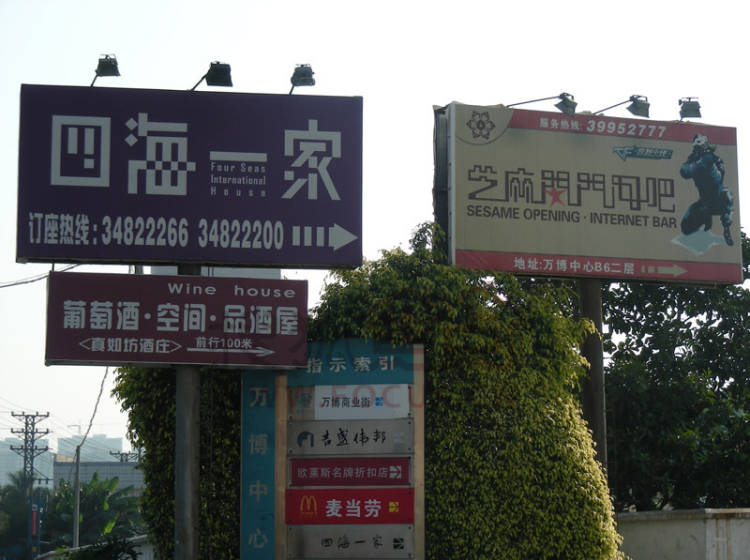 四海一家
Four Seas
International
House
订座热线:34822266 34822200
Wine house
葡萄酒·空间·品酒屋
<真如坊酒庄> 前行100米
服务热线: 39952777
芝麻開門网吧
SESAME OPENING · INTERNET BAR
地址:万博中心B6二层
指示索引
万博中心
万博商业街
吉盛伟邦
欧莱斯名牌折扣店
麦当劳
四海一家